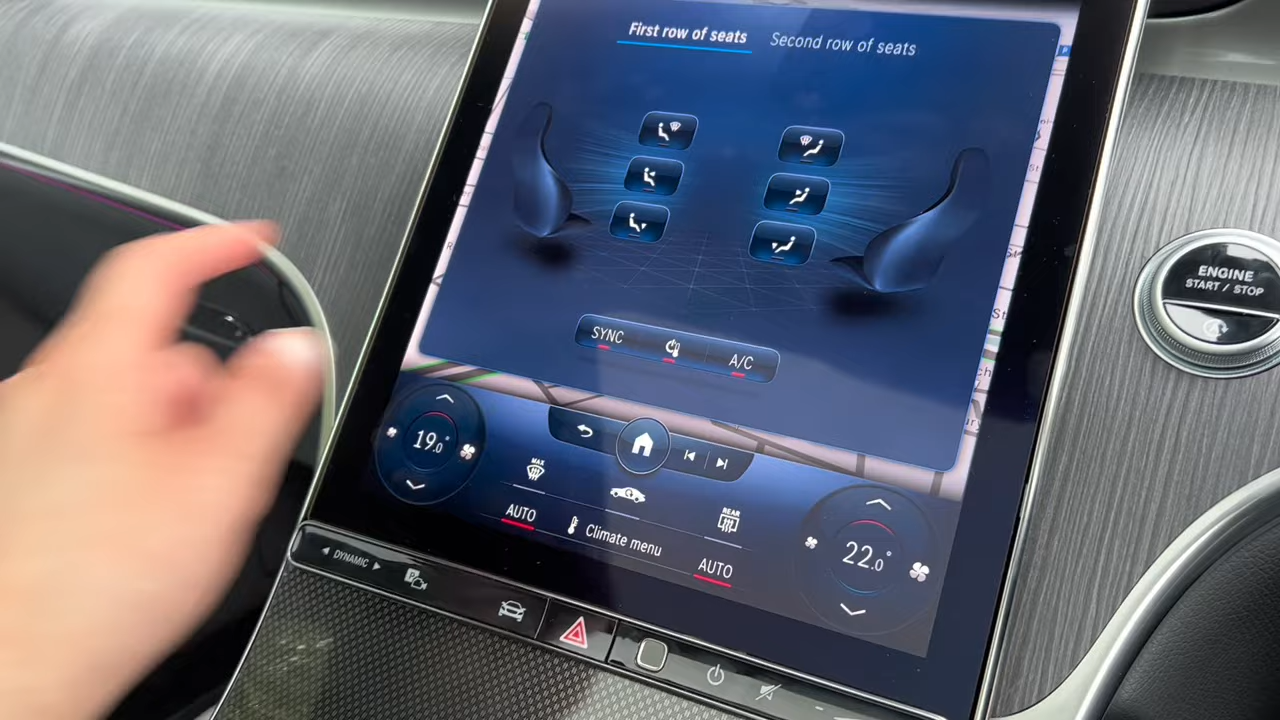 First row of seats
Second row of seats
ENGINE
START / STOP
SYNC
A/C
19.0°
MAX
REAR
AUTO
Climate menu
AUTO
22.0°
DYNAMIC